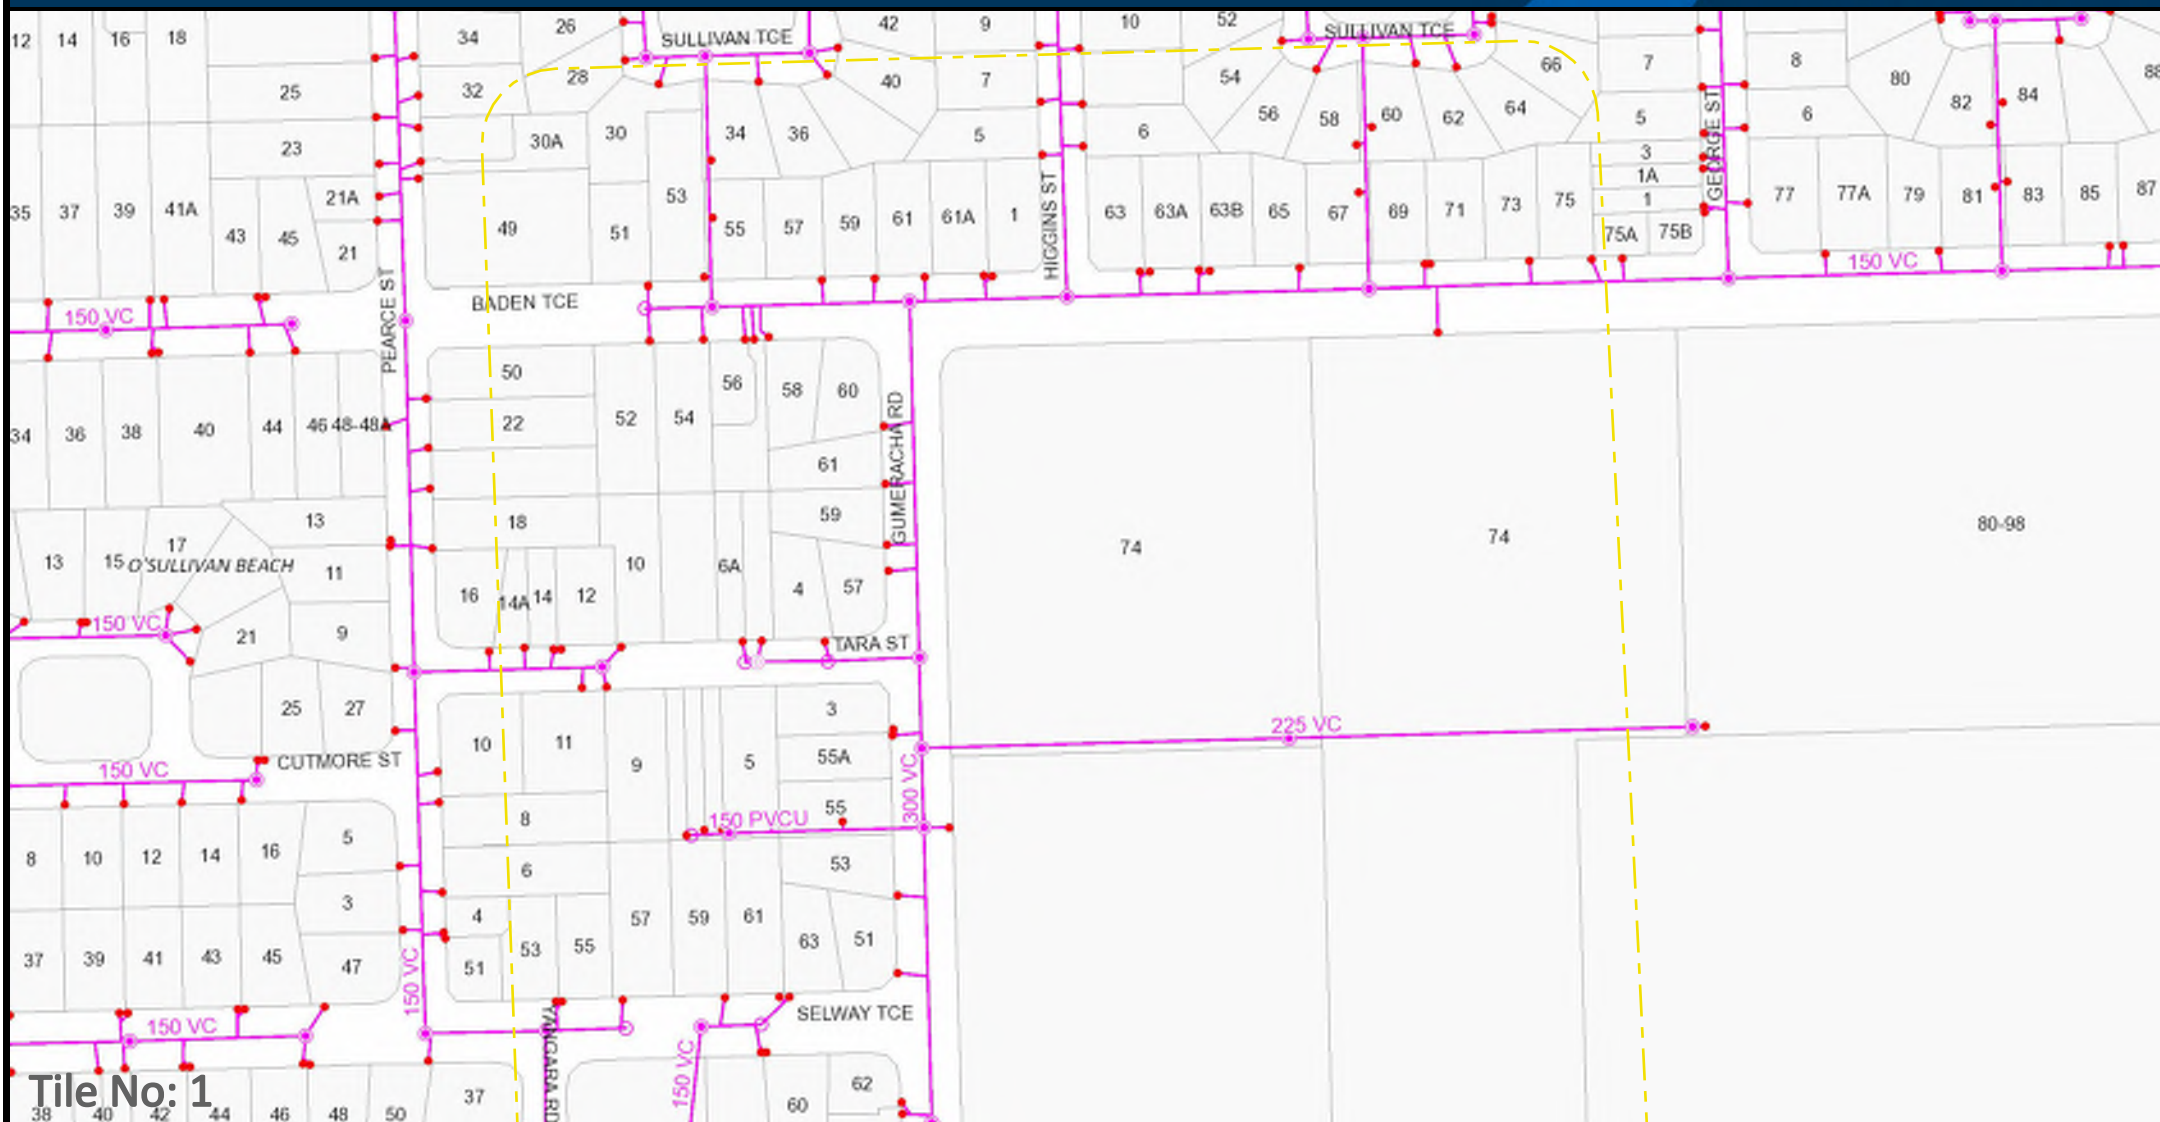 26 42 9 10 52
12 14 16 18 34 SULLIVAN TCE SULLIVAN TCE
25 32 28 40 7 54 66 7 8 80 82 84 88
23 30A 30 34 36 5 6 56 58 60 62 64 5 6
3
1A
35 37 39 41A 21A 53 1
43 45 21 49 51 55 57 59 61 61A 1 63 63A 63B 65 67 69 71 73 75 75A 75B 77 77A 79 81 83 85 87
HIGGINS ST
GEORGE ST
PEARCE ST
150 VC BADEN TCE 150 VC
50 56 58 60
34 36 38 40 44 46 48-48A 22 52 54
GUMERACHA RD
61
13 18 59
13 15 17 O'SULLIVAN BEACH 11 10 6A 74 74 80-98
16 14A 14 12 4 57
150 VC 21 9 TARA ST
25 27 3
10 11 9 5 55A 225 VC
150 VC CUTMORE ST 300 VC
8 150 PVCU 55
8 10 12 14 16 5 6 53
3 4 57 59 61
37 39 41 43 45 47 51 53 55 63 51
150 VC
150 VC SELWAY TCE
YANGARA RD
150 VC
37 62
60
38 40 42 44 46 48 50
Tile No: 1